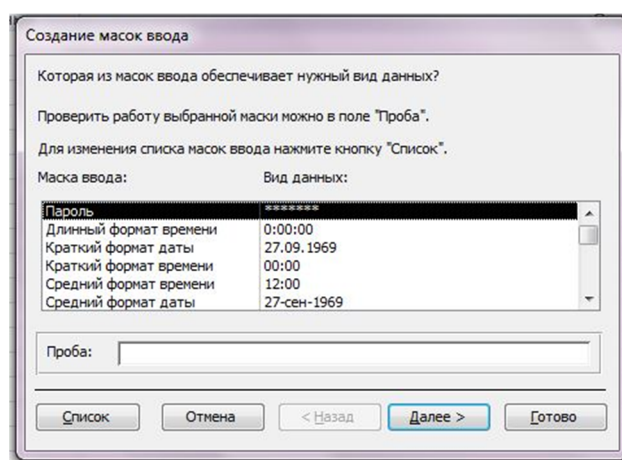 Создание масок ввода
Которая из масок ввода обеспечивает нужный вид данных?
Проверить работу выбранной маски можно в поле "Проба".
Для изменения списка масок ввода нажмите кнопку "Список".
Маска ввода: Вид данных:
Пароль *******
Длинный формат времени 0:00:00
Краткий формат даты 27.09.1969
Краткий формат времени 00:00
Средний формат времени 12:00
Средний формат даты 27-сен-1969
Проба:
Список Отмена < Назад Далее > Готово